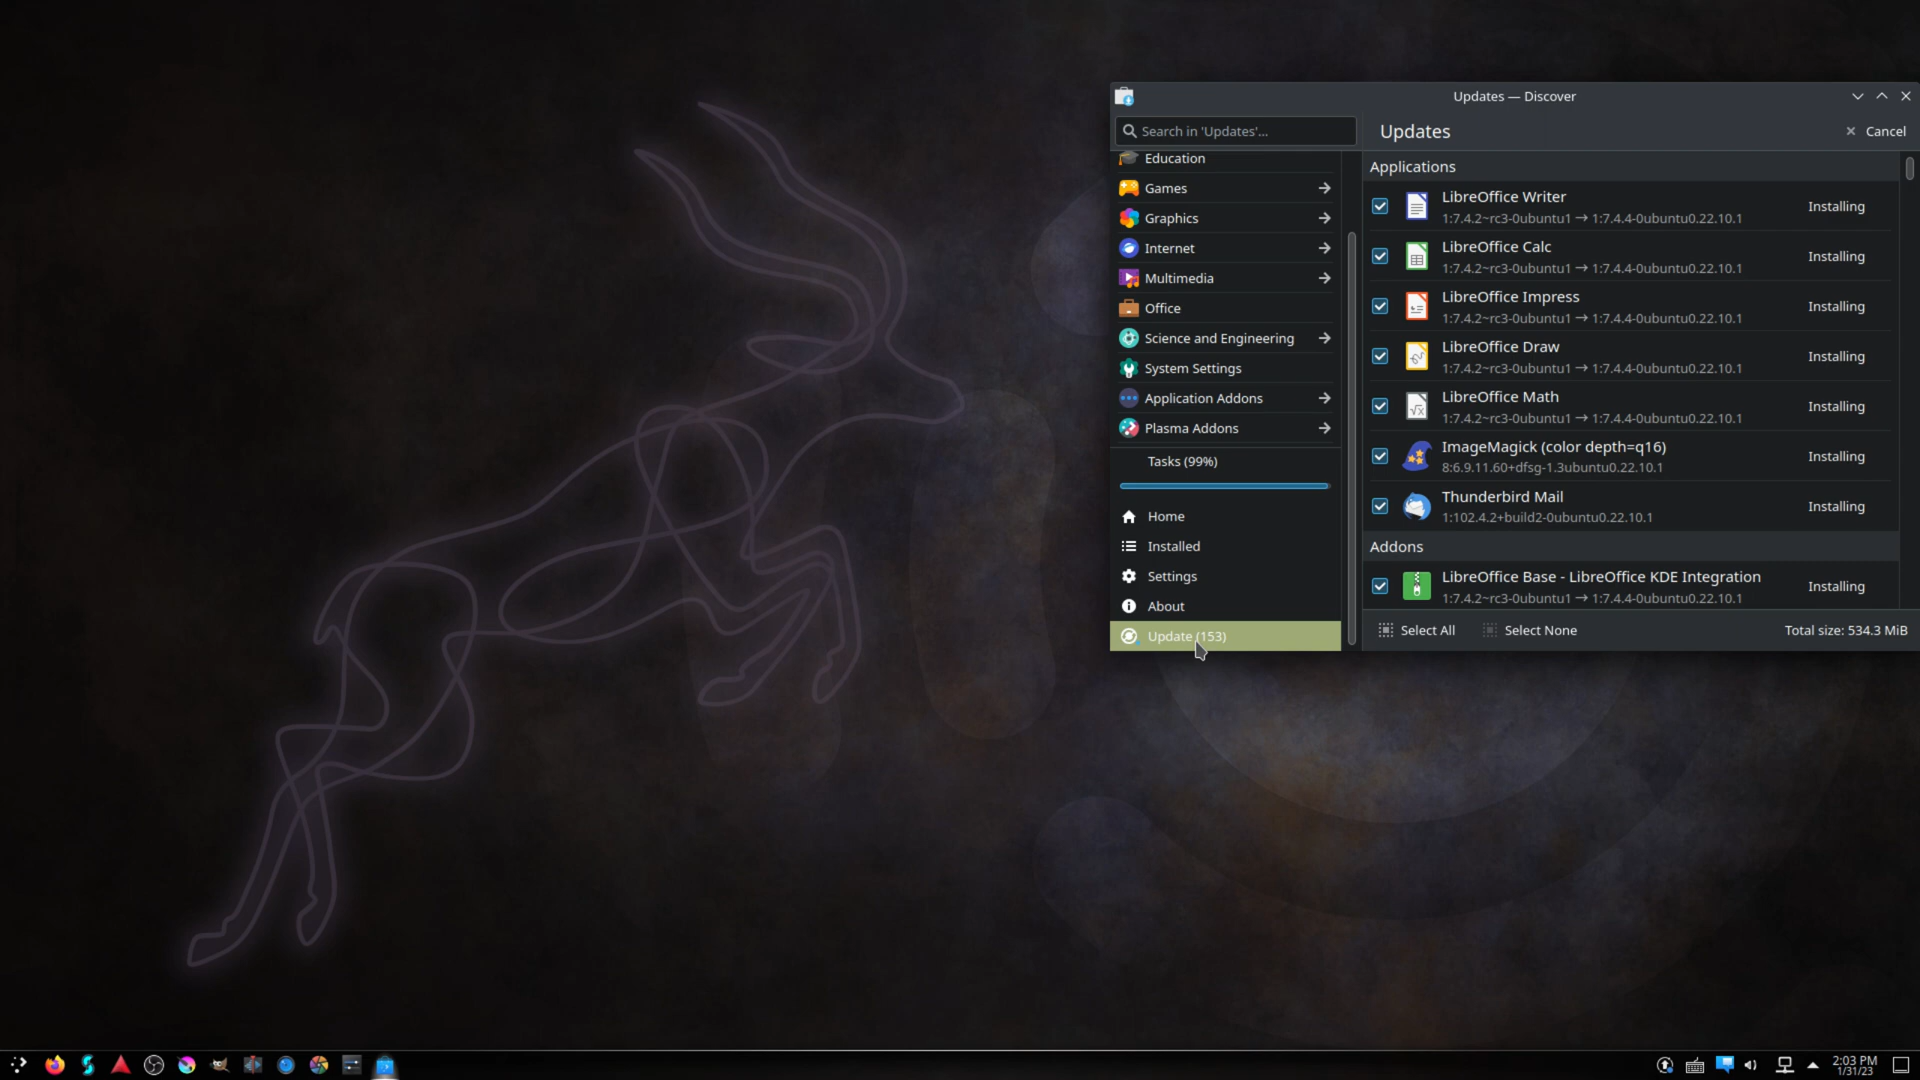 Updates — Discover
Search in 'Updates'...
Updates
Cancel
Education
Games
Graphics
Internet
Multimedia
Office
Science and Engineering
System Settings
Application Addons
Plasma Addons
Tasks (99%)
Home
Installed
Settings
About
Update (153)
Applications
LibreOffice Writer
1:7.4.2~rc3-0ubuntu1 → 1:7.4.4-0ubuntu0.22.10.1
Installing
LibreOffice Calc
1:7.4.2~rc3-0ubuntu1 → 1:7.4.4-0ubuntu0.22.10.1
Installing
LibreOffice Impress
1:7.4.2~rc3-0ubuntu1 → 1:7.4.4-0ubuntu0.22.10.1
Installing
LibreOffice Draw
1:7.4.2~rc3-0ubuntu1 → 1:7.4.4-0ubuntu0.22.10.1
Installing
LibreOffice Math
1:7.4.2~rc3-0ubuntu1 → 1:7.4.4-0ubuntu0.22.10.1
Installing
ImageMagick (color depth=q16)
8:6.9.11.60+dfsg-1.3ubuntu0.22.10.1
Installing
Thunderbird Mail
1:102.4.2+build2-0ubuntu0.22.10.1
Installing
Addons
LibreOffice Base - LibreOffice KDE Integration
1:7.4.2~rc3-0ubuntu1 → 1:7.4.4-0ubuntu0.22.10.1
Installing
Select All
Select None
Total size: 534.3 MiB
2:03 PM
1/31/23